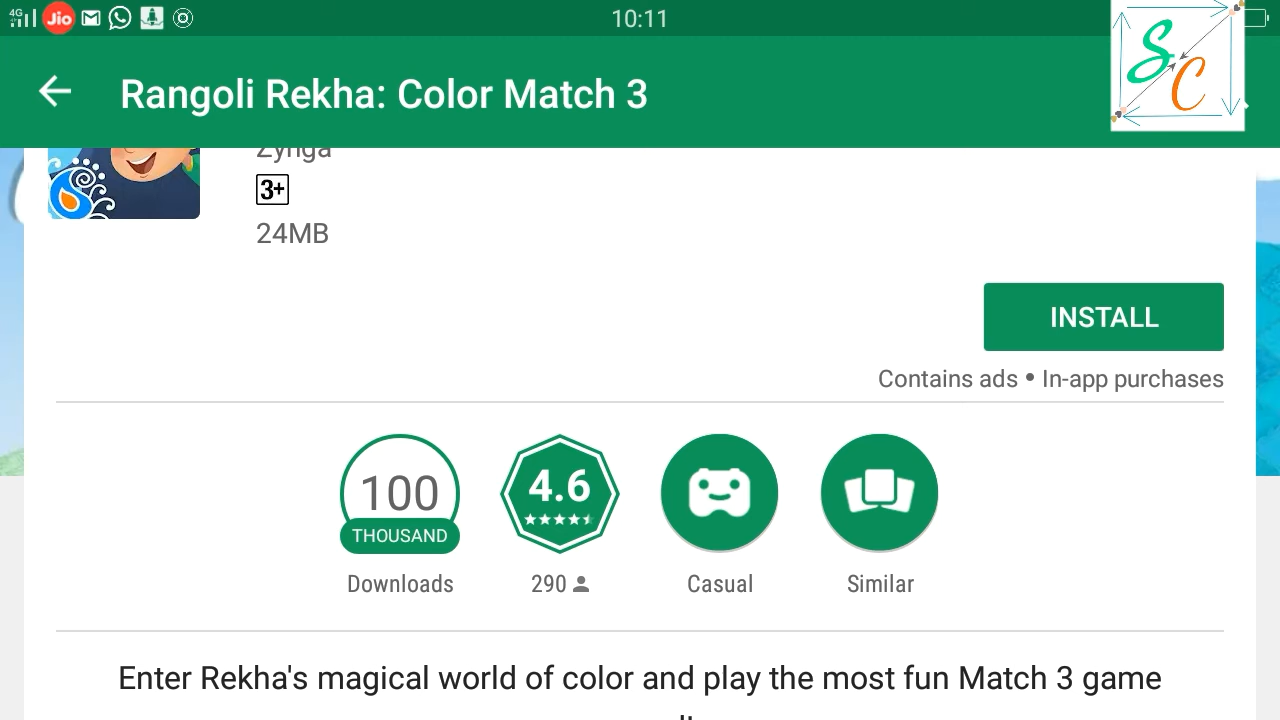 4G Jio 10:11
Rangoli Rekha: Color Match 3
SC
Zynga
3+
24MB
INSTALL
Contains ads • In-app purchases
100
THOUSAND
4.6
Downloads
290
Casual
Similar
Enter Rekha's magical world of color and play the most fun Match 3 game